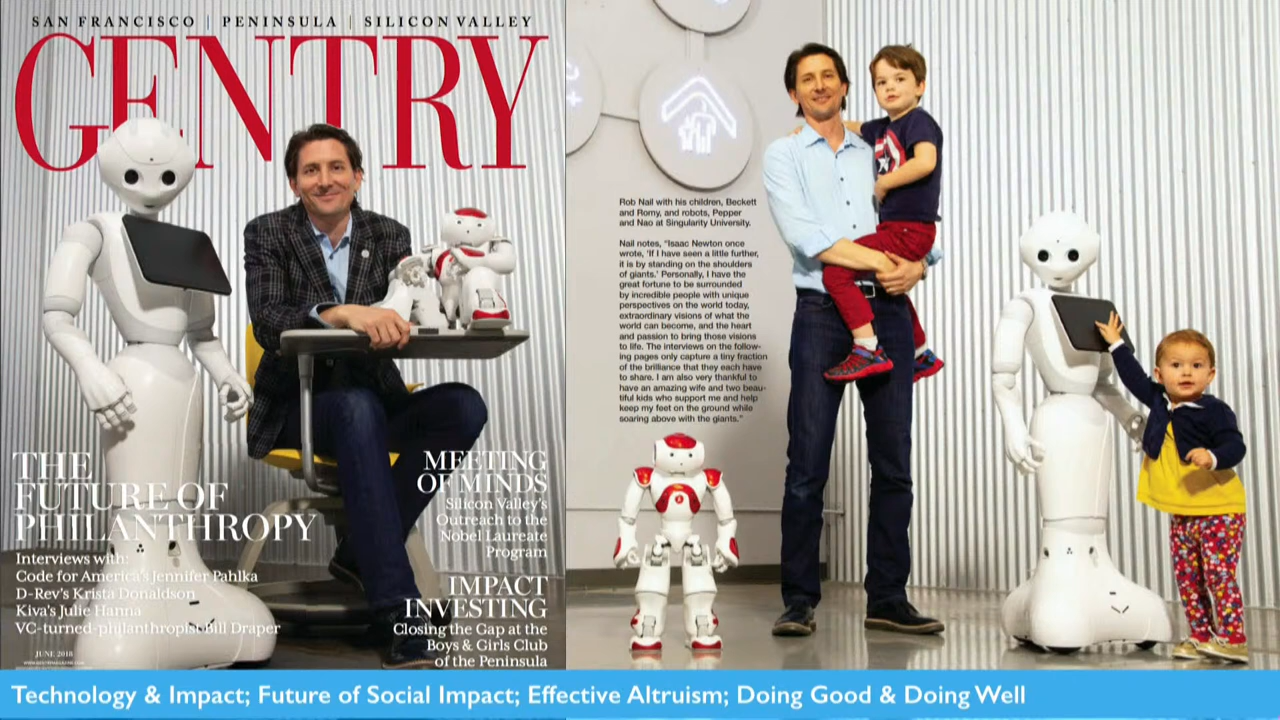 SAN FRANCISCO | PENINSULA | SILICON VALLEY
GENTRY
THE
FUTURE OF
PHILANTHROPY
Interviews with:
Code for America's Jennifer Pahlka
D-Rev's Krista Donaldson
Kiva's Julie Hanna
VC-turned-philanthropist Bill Draper
JUNE 2018
MEETING
OF MINDS
Silicon Valley's
Outreach to the
Nobel Laureate
Program
IMPACT
INVESTING
Closing the Gap at the
Boys & Girls Club
of the Peninsula
Rob Nail with his children, Beckett
and Romy, and robots, Pepper
and Nao at Singularity University.
Nail notes, "Isaac Newton once
wrote, 'If I have seen a little further,
it is by standing on the shoulders
of giants.' Personally, I have the
great fortune to be surrounded
by incredible people with unique
perspectives on the world today,
extraordinary visions of what the
world can become, and the heart
and passion to bring those visions
to life. The interviews on the follow-
ing pages only capture a tiny fraction
of the brilliance that they each have
to share. I am also very thankful to
have an amazing wife and two beau-
tiful kids who support me and help
keep my feet on the ground while
soaring above with the giants."
Technology & Impact; Future of Social Impact; Effective Altruism; Doing Good & Doing Well